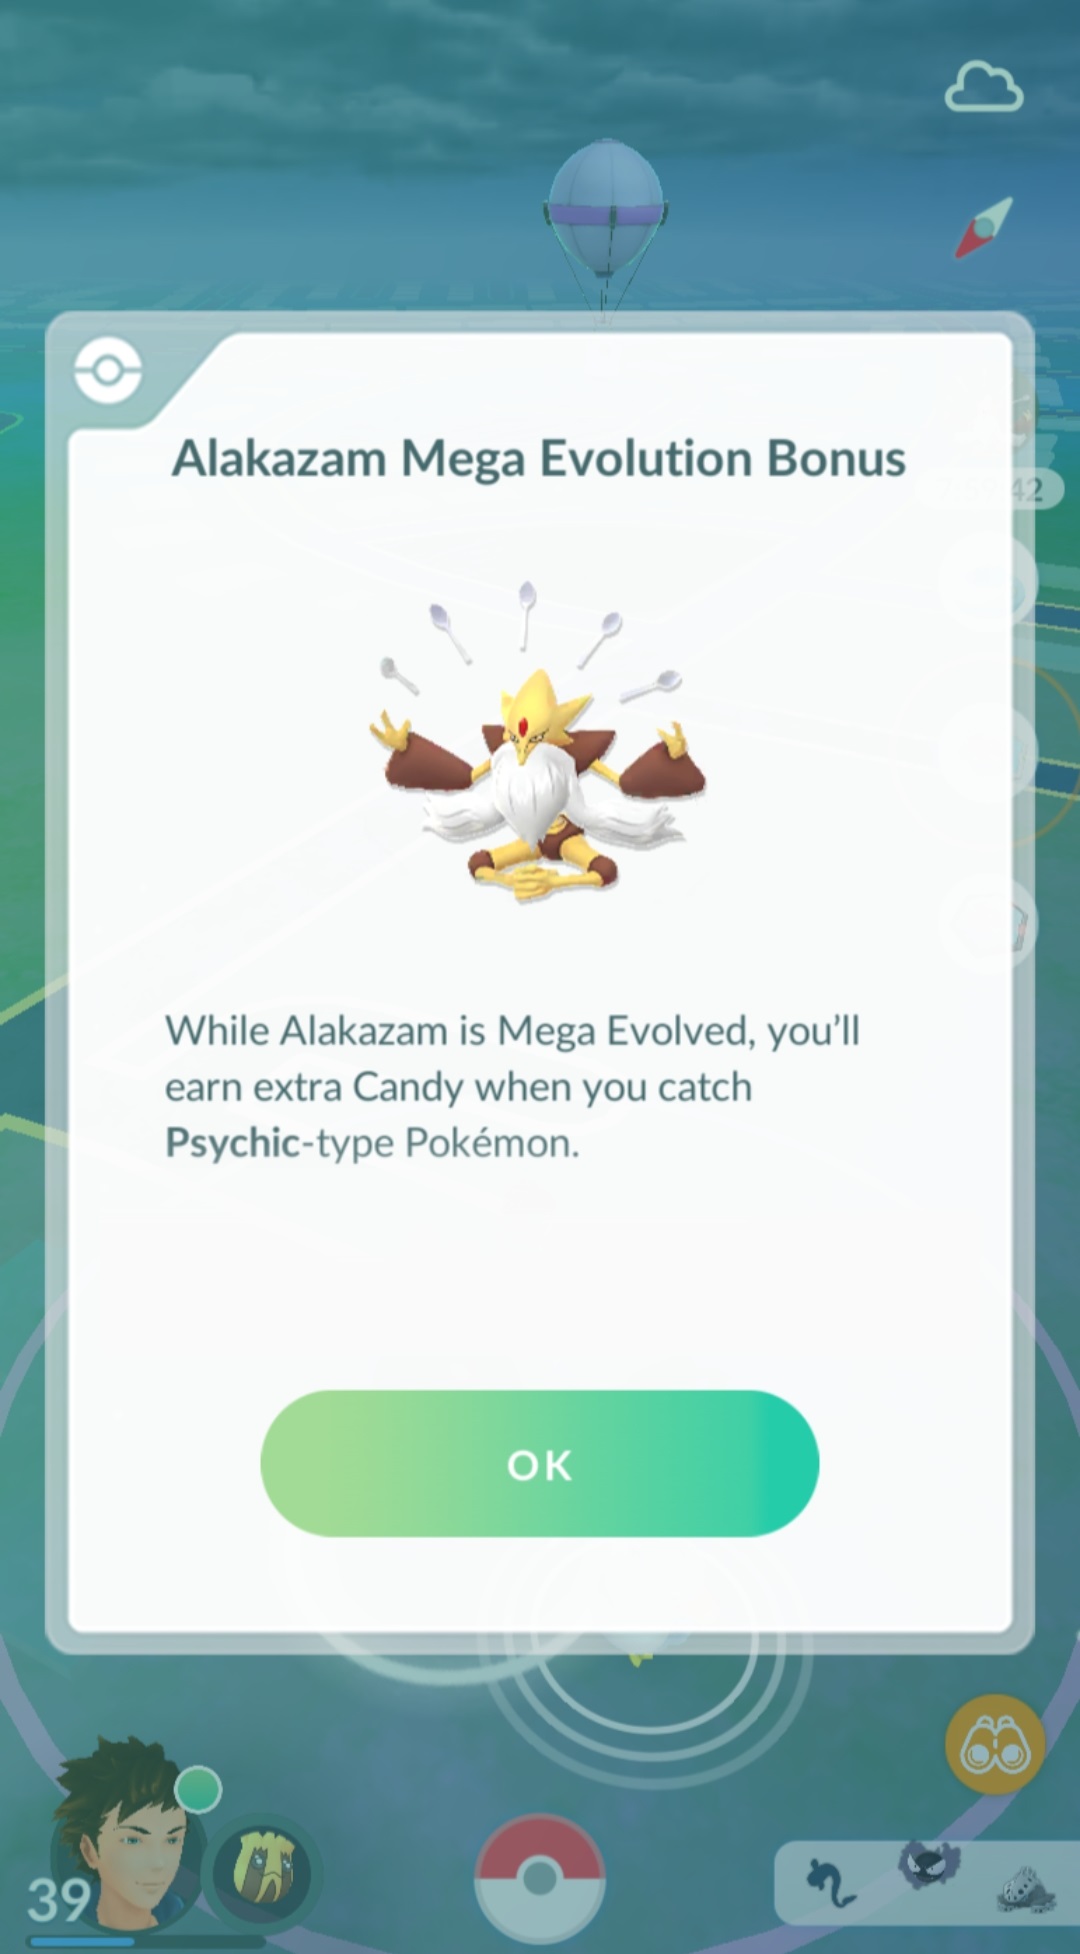 Alakazam Mega Evolution Bonus
42
While Alakazam is Mega Evolved, you’ll
earn extra Candy when you catch
Psychic-type Pokémon.
OK
39